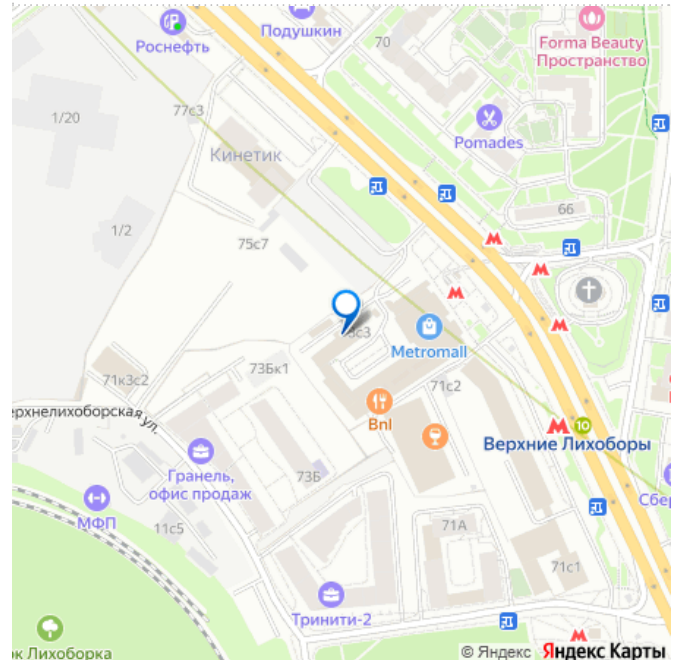 Роснефть
Подушкин
70
Forma Beauty
Пространство
77с3
1/20
Кинетик
Pomades
66
1/2
75с7
Metromall
71к3с2
73Бк1
71с2
Bnl
10
Верхние Лихоборы
ерхнелихоборская ул.
Гранель,
офис продаж
73Б
МФП
11с5
71А
71с1
Тринити-2
рк Лихоборка
© Яндекс Яндекс Карты